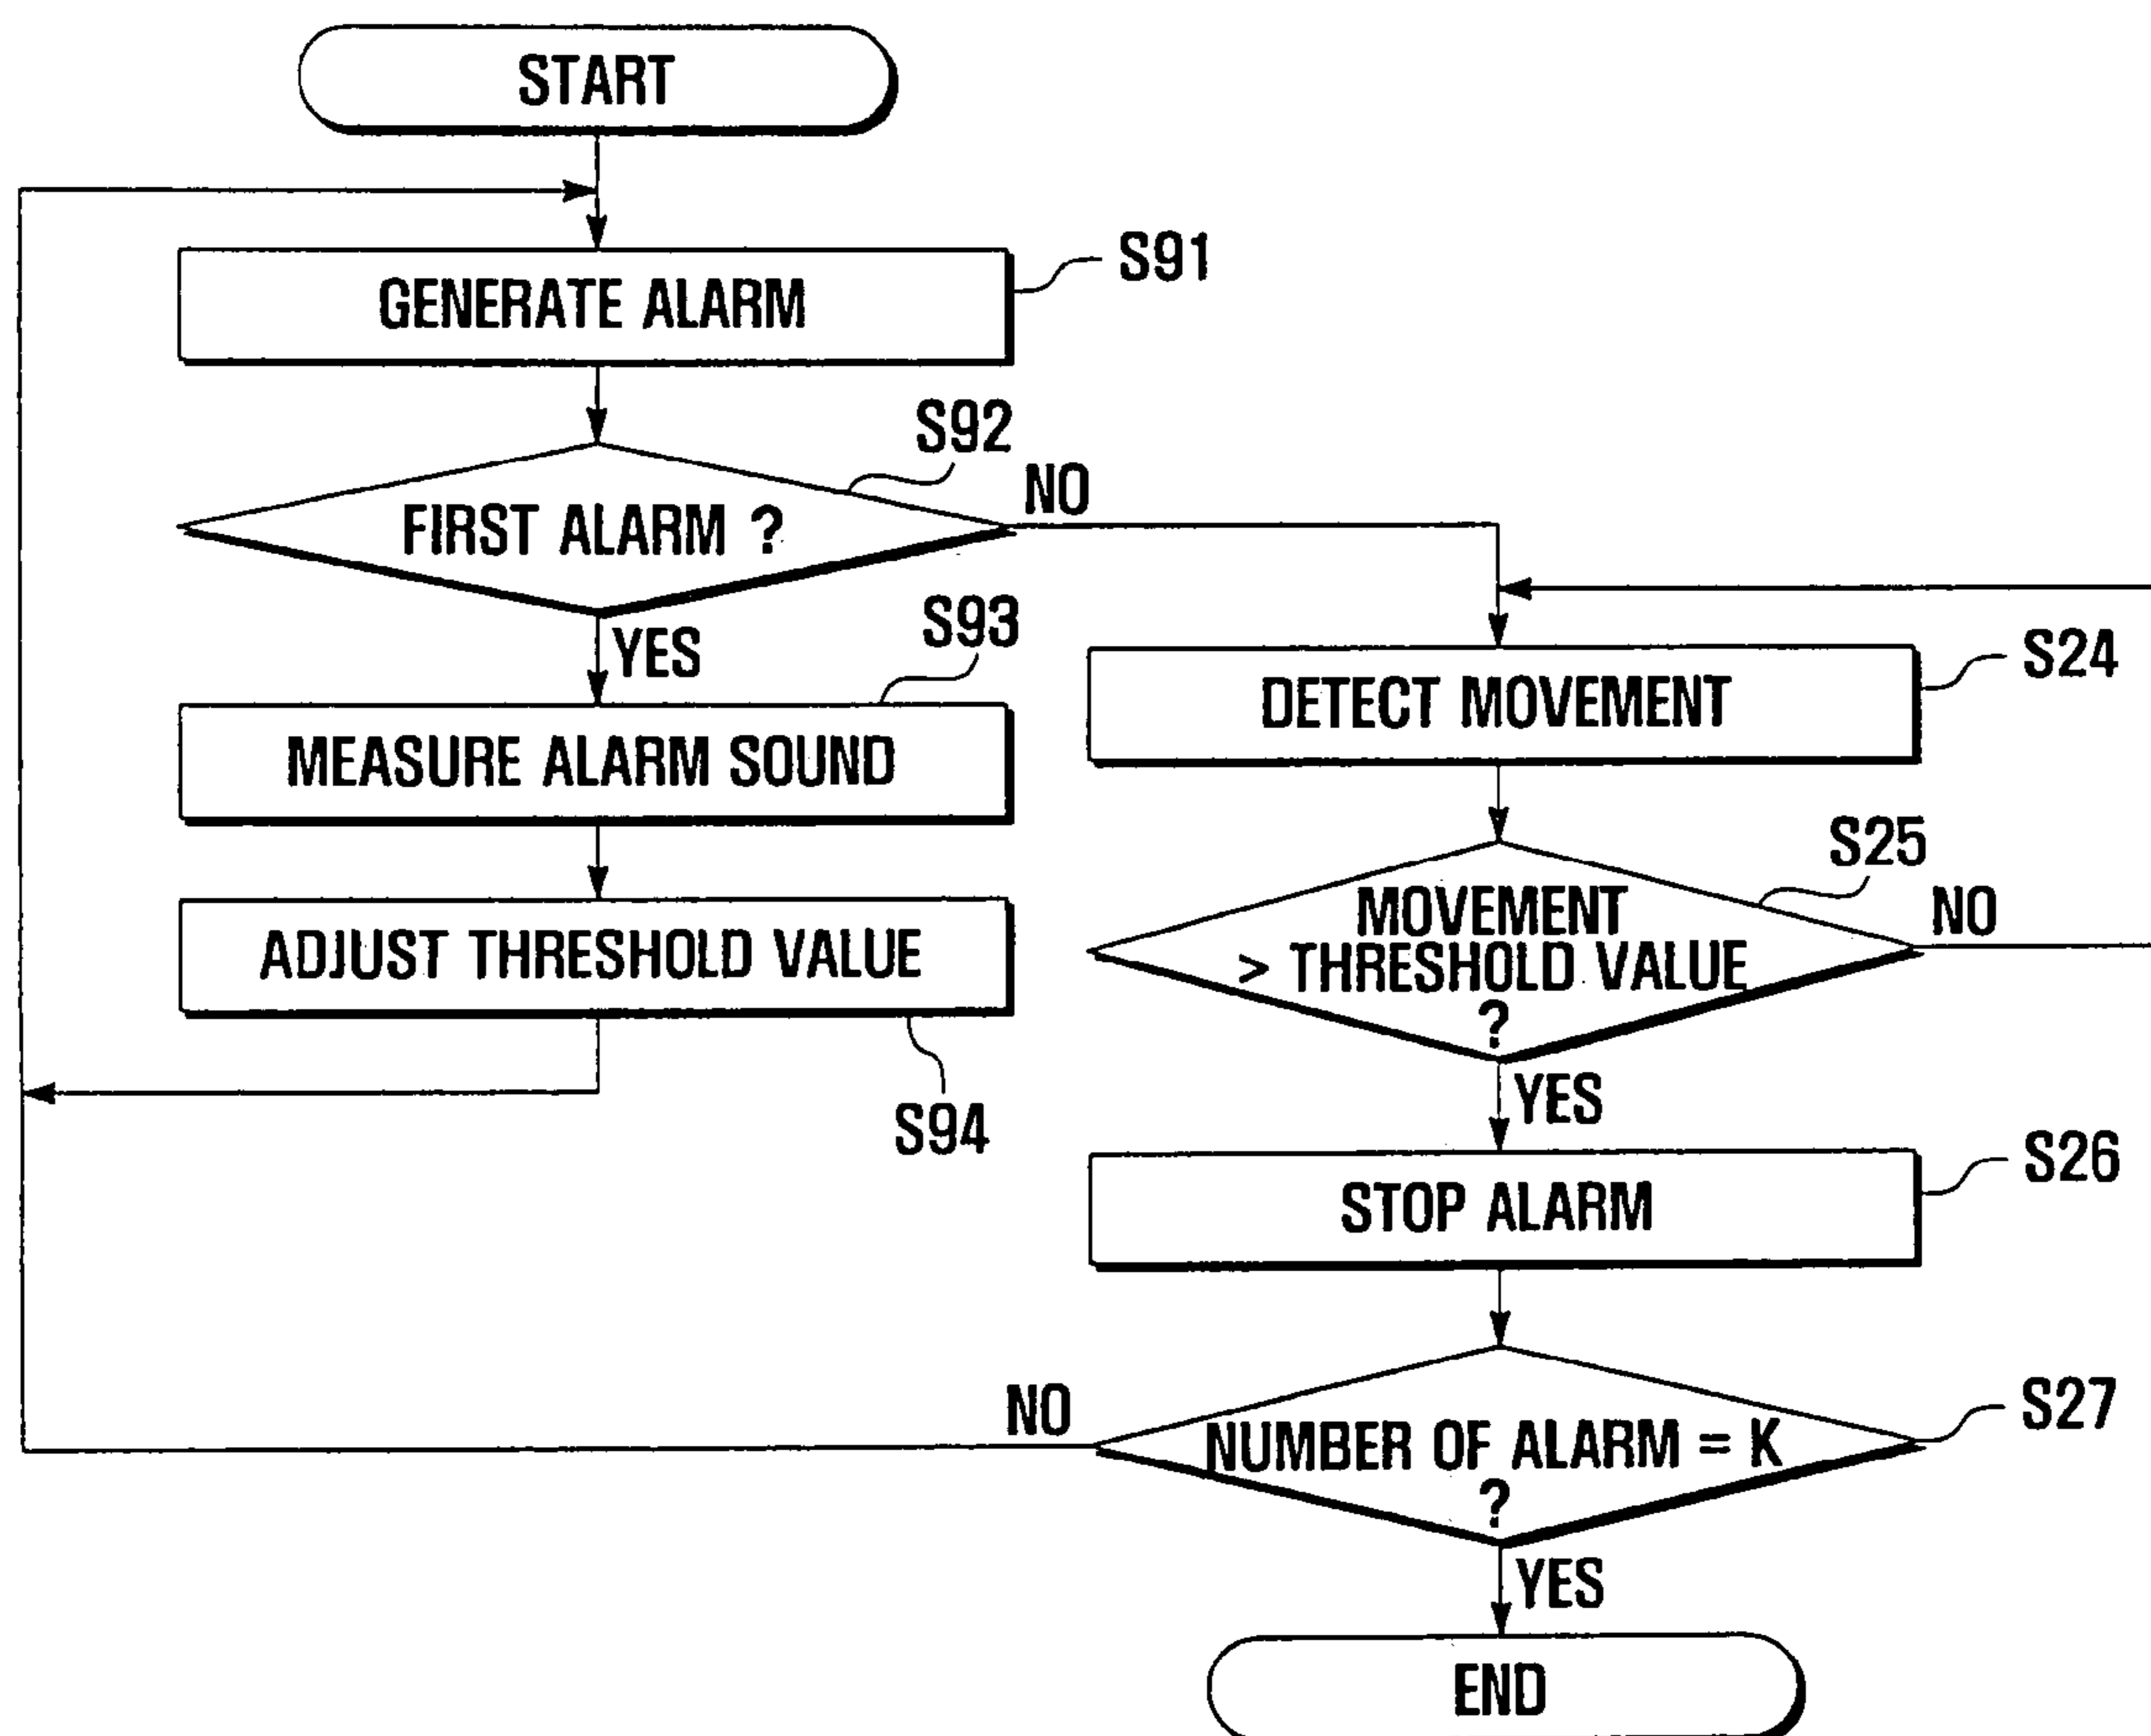 START
GENERATE ALARM
S91
FIRST ALARM ?
S92
NO
YES
S93
MEASURE ALARM SOUND
ADJUST THRESHOLD VALUE
S94
DETECT MOVEMENT
S24
MOVEMENT
> THRESHOLD VALUE
?
S25
NO
YES
STOP ALARM
S26
NUMBER OF ALARM = K
?
S27
NO
YES
END